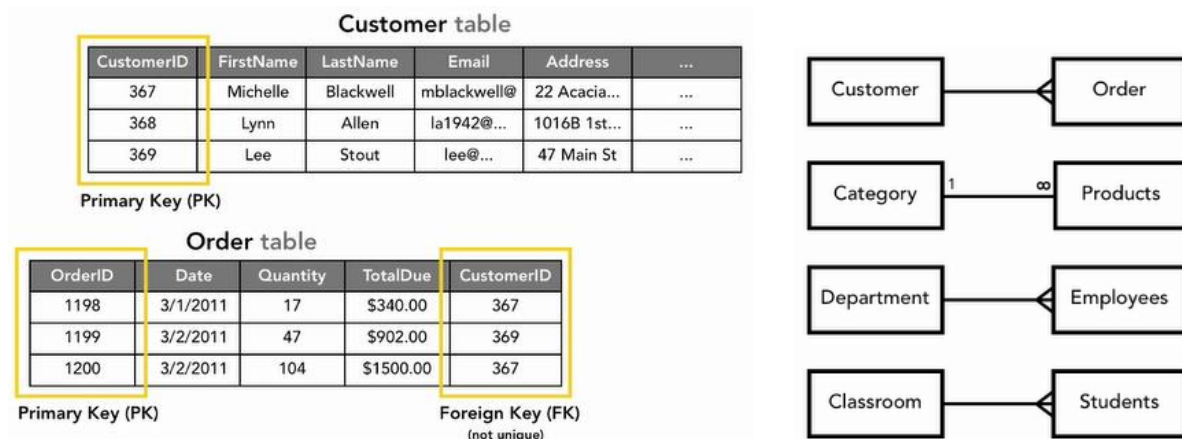 Customer table
CustomerID FirstName LastName Email Address ...
367 Michelle Blackwell mblackwell@ 22 Acacia... ...
368 Lynn Allen la1942@... 1016B 1st... ...
369 Lee Stout lee@... 47 Main St ...
Primary Key (PK)
Order table
OrderID Date Quantity TotalDue CustomerID
1198 3/1/2011 17 $340.00 367
1199 3/2/2011 47 $902.00 369
1200 3/2/2011 104 $1500.00 367
Primary Key (PK) Foreign Key (FK)
(not unique)
Customer Order
Category 1 ∞ Products
Department Employees
Classroom Students